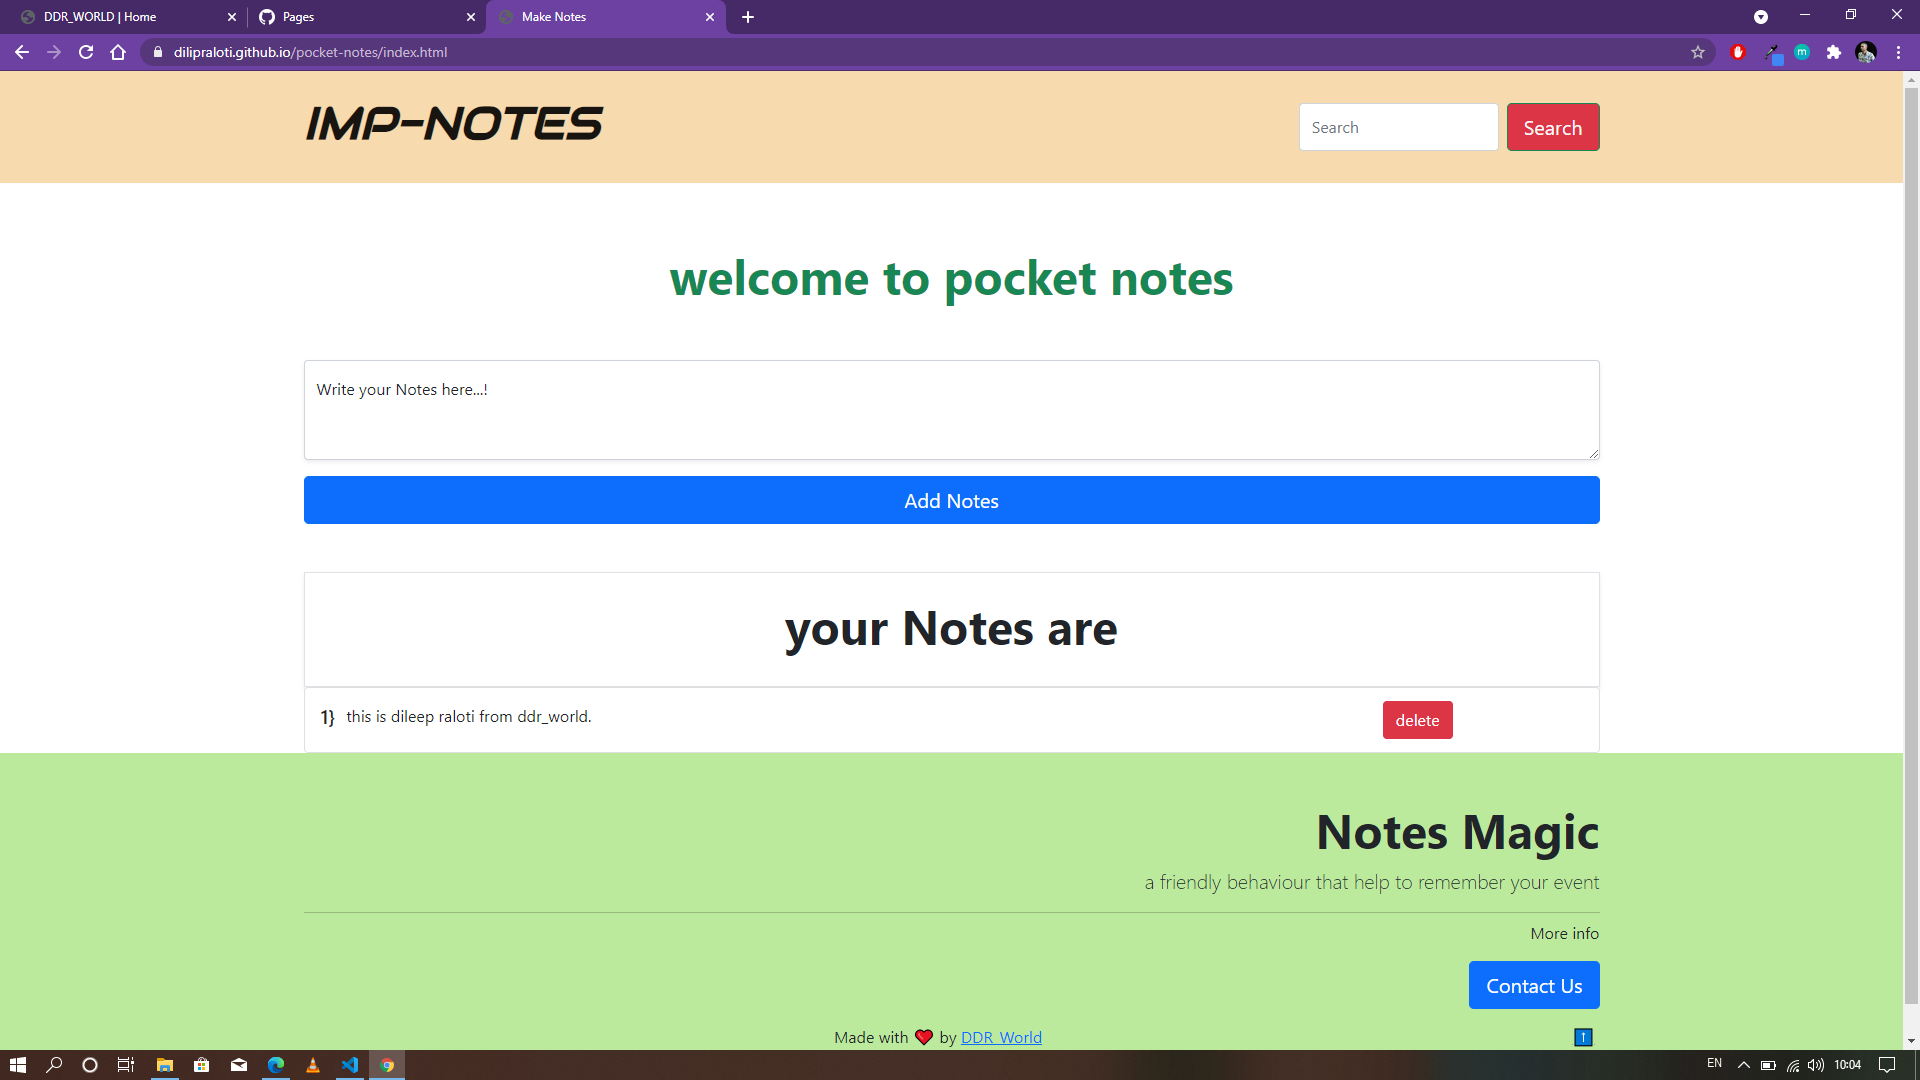 DDR_WORLD | Home
Pages
Make Notes
dilipraloti.github.io/pocket-notes/index.html
m
IMP-NOTES
Search
Search
welcome to pocket notes
Write your Notes here...!
Add Notes
your Notes are
1} this is dileep raloti from ddr_world.
delete
Notes Magic
a friendly behaviour that help to remember your event
More info
Contact Us
Made with ❤ by DDR_World
↑
EN
10:04